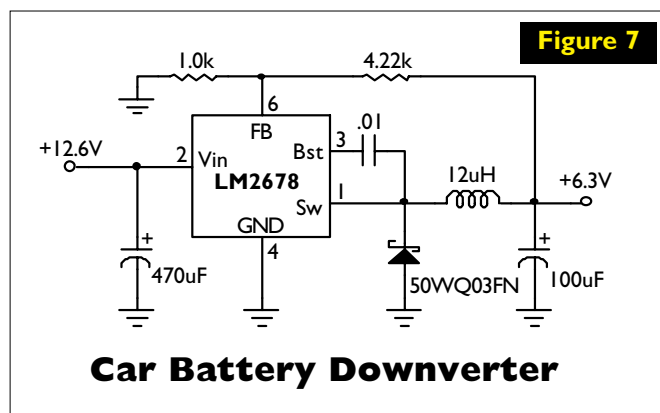 Figure 7
1.0k
4.22k
6
FB
.01
3
Bst
+12.6V
2
Vin
LM2678
12uH
+6.3V
1
Sw
GND
4
+
470uF
50WQ03FN
+
100uF
Car Battery Downverter